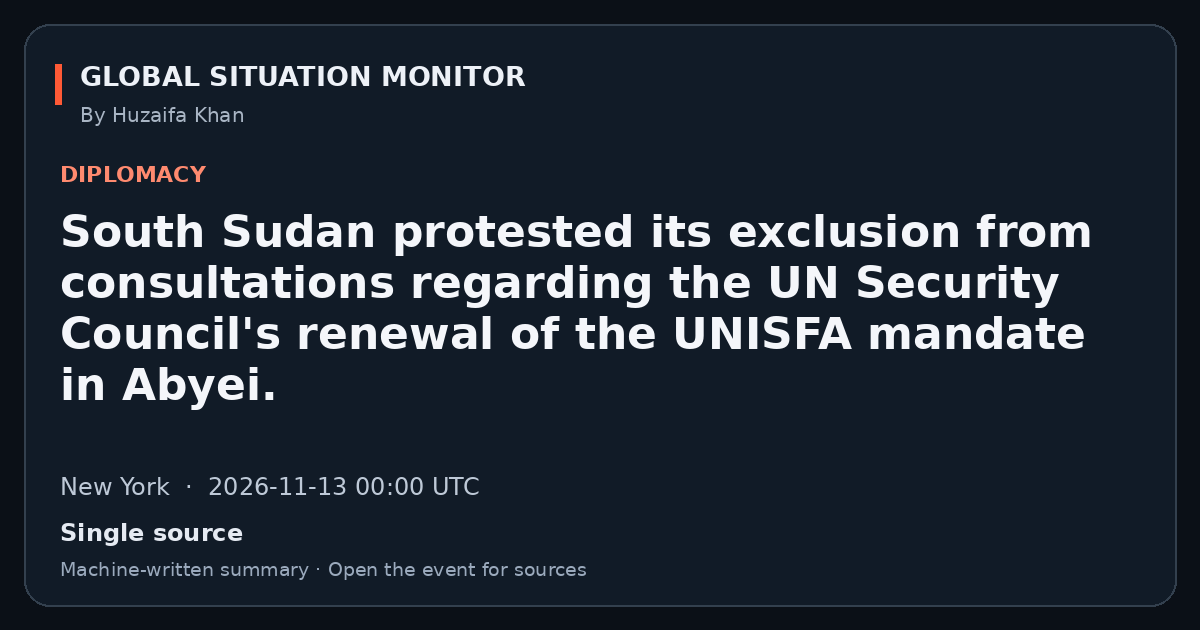 GLOBAL SITUATION MONITOR
By Huzaifa Khan
DIPLOMACY
South Sudan protested its exclusion from
consultations regarding the UN Security
Council's renewal of the UNISFA mandate
in Abyei.
New York · 2026-11-13 00:00 UTC
Single source
Machine-written summary · Open the event for sources